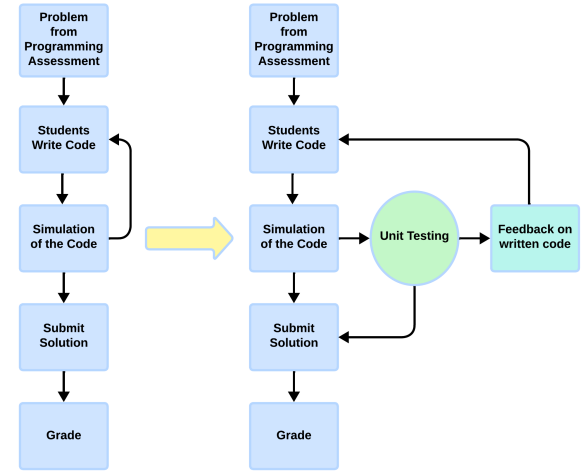 Problem
from
Programming
Assessment
Students
Write Code
Simulation
of the Code
Submit
Solution
Grade
Problem
from
Programming
Assessment
Students
Write Code
Simulation
of the Code
Unit Testing
Feedback on
written code
Submit
Solution
Grade